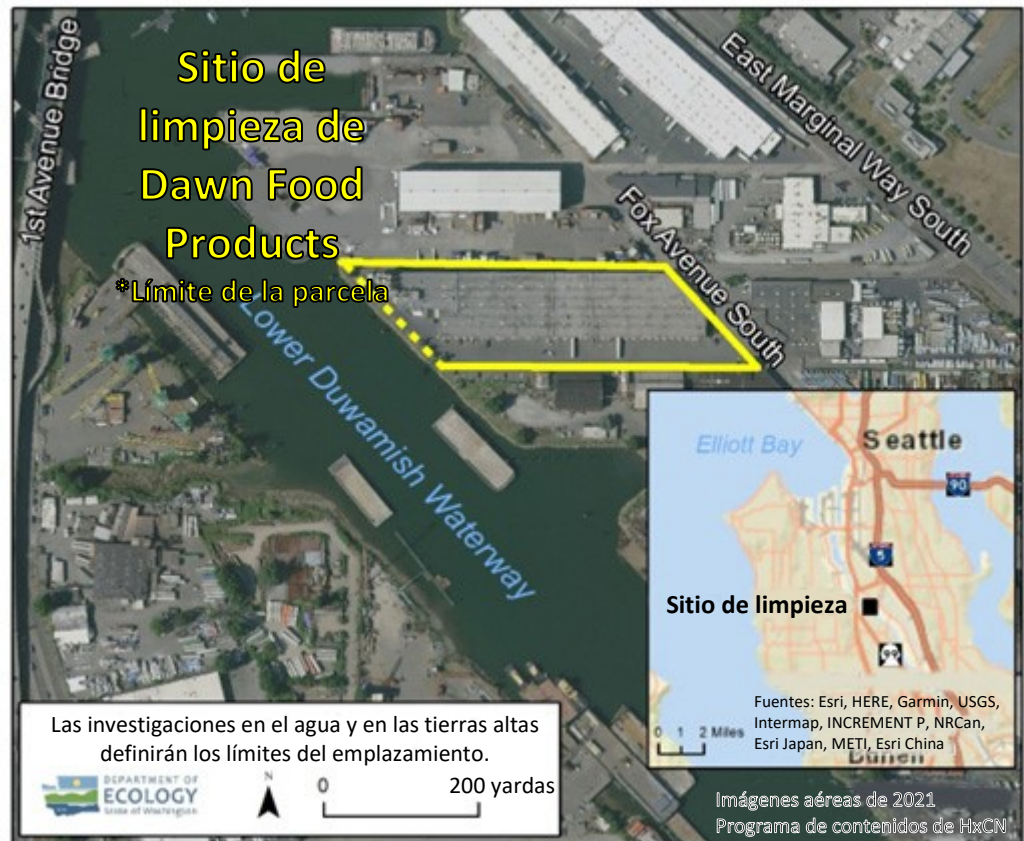 Sitio de
limpieza de
Dawn Food
Products
*Límite de la parcela
1st Avenue Bridge
East Marginal Way South
Fox Avenue South
Lower Duwamish Waterway
Elliott Bay
Seattle
90
5
Sitio de limpieza
99
Fuentes: Esri, HERE, Garmin, USGS,
Intermap, INCREMENT P, NRCan,
Esri Japan, METI, Esri China
0 1 2 Miles
Burien
Las investigaciones en el agua y en las tierras altas
definirán los límites del emplazamiento.
DEPARTMENT OF
ECOLOGY
State of Washington
N
0 200 yardas
Imágenes aéreas de 2021
Programa de contenidos de HxCN